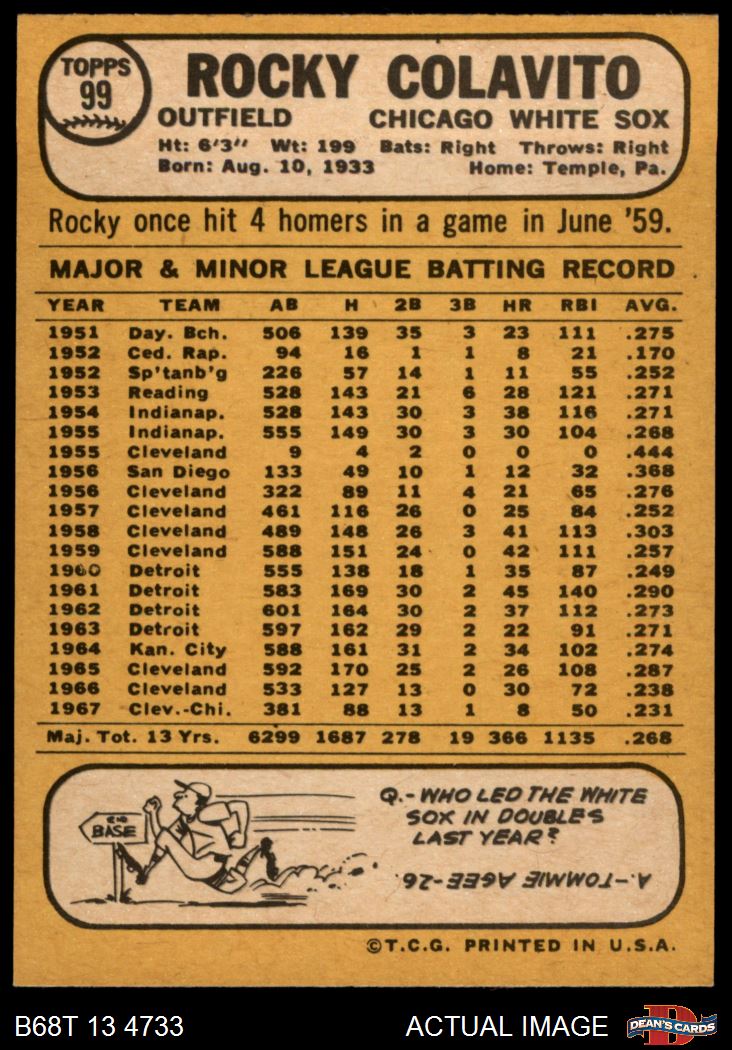 TOPPS
99
ROCKY COLAVITO
OUTFIELD CHICAGO WHITE SOX
Ht: 6'3" Wt: 199 Bats: Right Throws: Right
Born: Aug. 10, 1933 Home: Temple, Pa.
Rocky once hit 4 homers in a game in June '59.
MAJOR & MINOR LEAGUE BATTING RECORD
YEAR TEAM AB H 2B 3B HR RBI AVG.
1951 Day. Bch. 506 139 35 3 23 111 .275
1952 Ced. Rap. 94 16 1 1 8 21 .170
1952 Sp'tanb'g 226 57 14 1 11 55 .252
1953 Reading 528 143 21 6 28 121 .271
1954 Indianap. 528 143 30 3 38 116 .271
1955 Indianap. 555 149 30 3 30 104 .268
1955 Cleveland 9 4 2 0 0 0 .444
1956 San Diego 133 49 10 1 12 32 .368
1956 Cleveland 322 89 11 4 21 65 .276
1957 Cleveland 461 116 26 0 25 84 .252
1958 Cleveland 489 148 26 3 41 113 .303
1959 Cleveland 588 151 24 0 42 111 .257
1960 Detroit 555 138 18 1 35 87 .249
1961 Detroit 583 169 30 2 45 140 .290
1962 Detroit 601 164 30 2 37 112 .273
1963 Detroit 597 162 29 2 22 91 .271
1964 Kan. City 588 161 31 2 34 102 .274
1965 Cleveland 592 170 25 2 26 108 .287
1966 Cleveland 533 127 13 0 30 72 .238
1967 Clev.-Chi. 381 88 13 1 8 50 .231
Maj. Tot. 13 Yrs. 6299 1687 278 19 366 1135 .268
2ND
BASE
Q.- WHO LED THE WHITE
SOX IN DOUBLES
LAST YEAR?
A.-TOMMIE AGEE-26.
©T.C.G. PRINTED IN U.S.A.
B68T 13 4733 ACTUAL IMAGE
D
DEAN'S CARDS